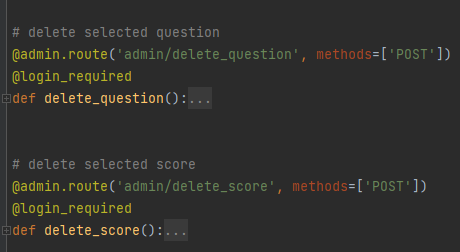 # delete selected question
@admin.route('admin/delete_question', methods=['POST'])
@login_required
def delete_question():...
# delete selected score
@admin.route('admin/delete_score', methods=['POST'])
@login_required
def delete_score():...